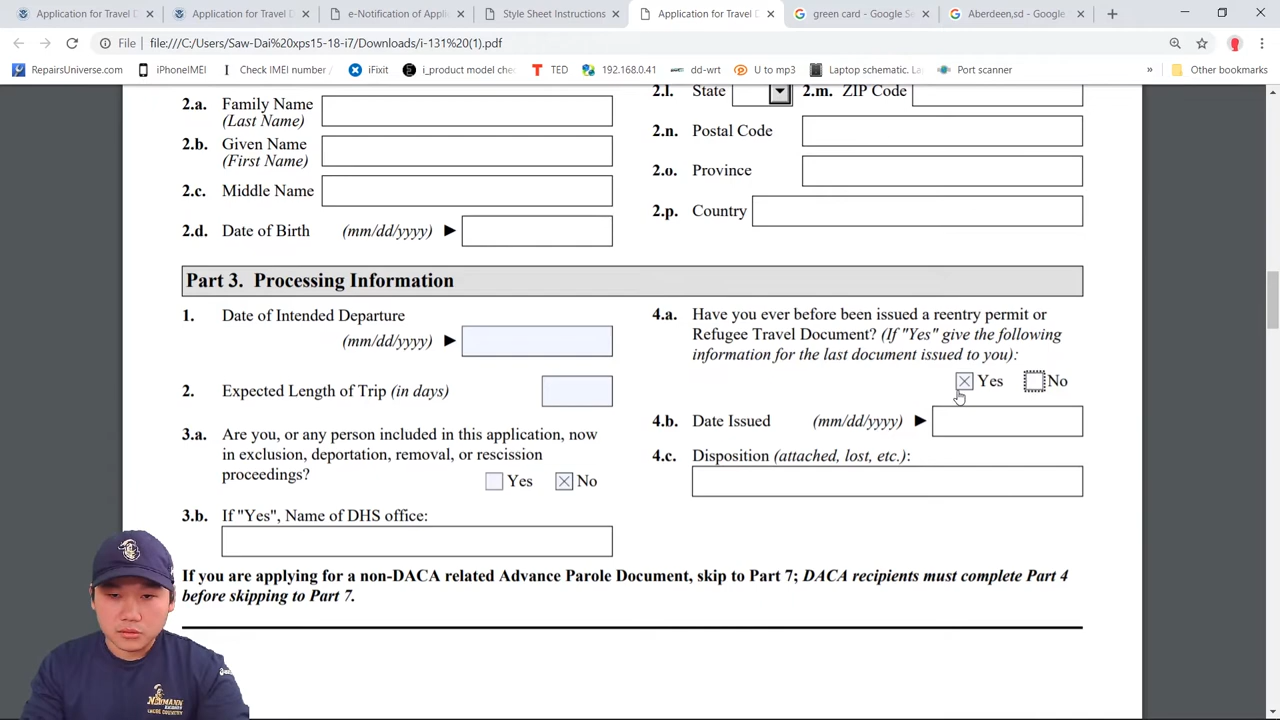 Application for Travel D
Application for Travel D
e-Notification of Appli
Style Sheet Instructions
Application for Travel D
green card - Google Se
Aberdeen,sd - Google
File
file:///C:/Users/Saw-Dai%20xps15-18-i7/Downloads/i-131%20(1).pdf
RepairsUniverse.com
iPhoneIMEI
Check IMEI number
iFixit
i_product model che
TED
192.168.0.41
dd-wrt
U to mp3
Laptop schematic. La
Port scanner
»
Other bookmarks
2.a. Family Name
(Last Name)
2.b. Given Name
(First Name)
2.c. Middle Name
2.d. Date of Birth (mm/dd/yyyy) ►
2.l. State 2.m. ZIP Code
2.n. Postal Code
2.o. Province
2.p. Country
Part 3. Processing Information
1. Date of Intended Departure
(mm/dd/yyyy) ►
2. Expected Length of Trip (in days)
3.a. Are you, or any person included in this application, now
in exclusion, deportation, removal, or rescission
proceedings?
Yes No
3.b. If "Yes", Name of DHS office:
4.a. Have you ever before been issued a reentry permit or
Refugee Travel Document? (If "Yes" give the following
information for the last document issued to you):
Yes No
4.b. Date Issued (mm/dd/yyyy) ►
4.c. Disposition (attached, lost, etc.):
If you are applying for a non-DACA related Advance Parole Document, skip to Part 7; DACA recipients must complete Part 4
before skipping to Part 7.
NEUMANN